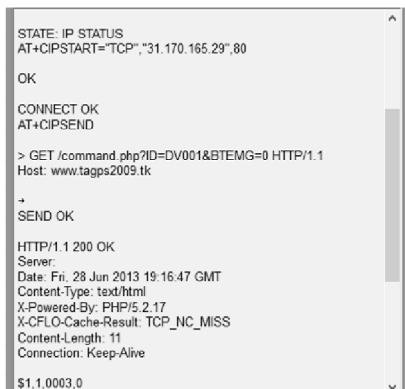 STATE: IP STATUS
AT+CIPSTART="TCP","31.170.165.29",80
OK
CONNECT OK
AT+CIPSEND
> GET /command.php?ID=DV001&BTEMG=0 HTTP/1.1
Host: www.tagps2009.tk
→
SEND OK
HTTP/1.1 200 OK
Server:
Date: Fri, 28 Jun 2013 19:16:47 GMT
Content-Type: text/html
X-Powered-By: PHP/5.2.17
X-CFLO-Cache-Result: TCP_NC_MISS
Content-Length: 11
Connection: Keep-Alive
$1,1,0003,0